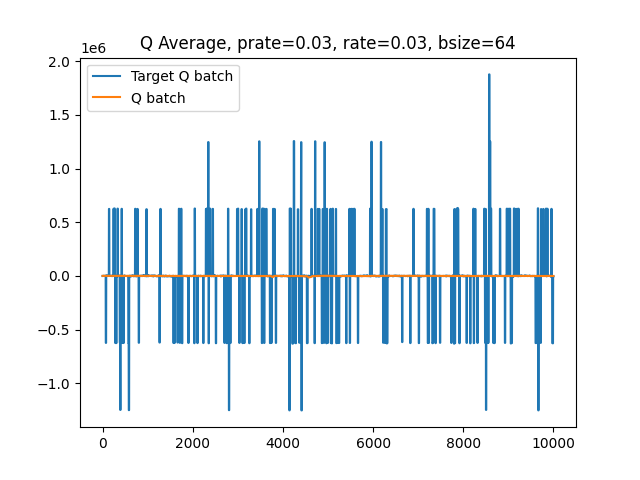 Q Average, prate=0.03, rate=0.03, bsize=64
1e6
2.0
1.5
1.0
0.5
0.0
−0.5
−1.0
Target Q batch
Q batch
0 2000 4000 6000 8000 10000